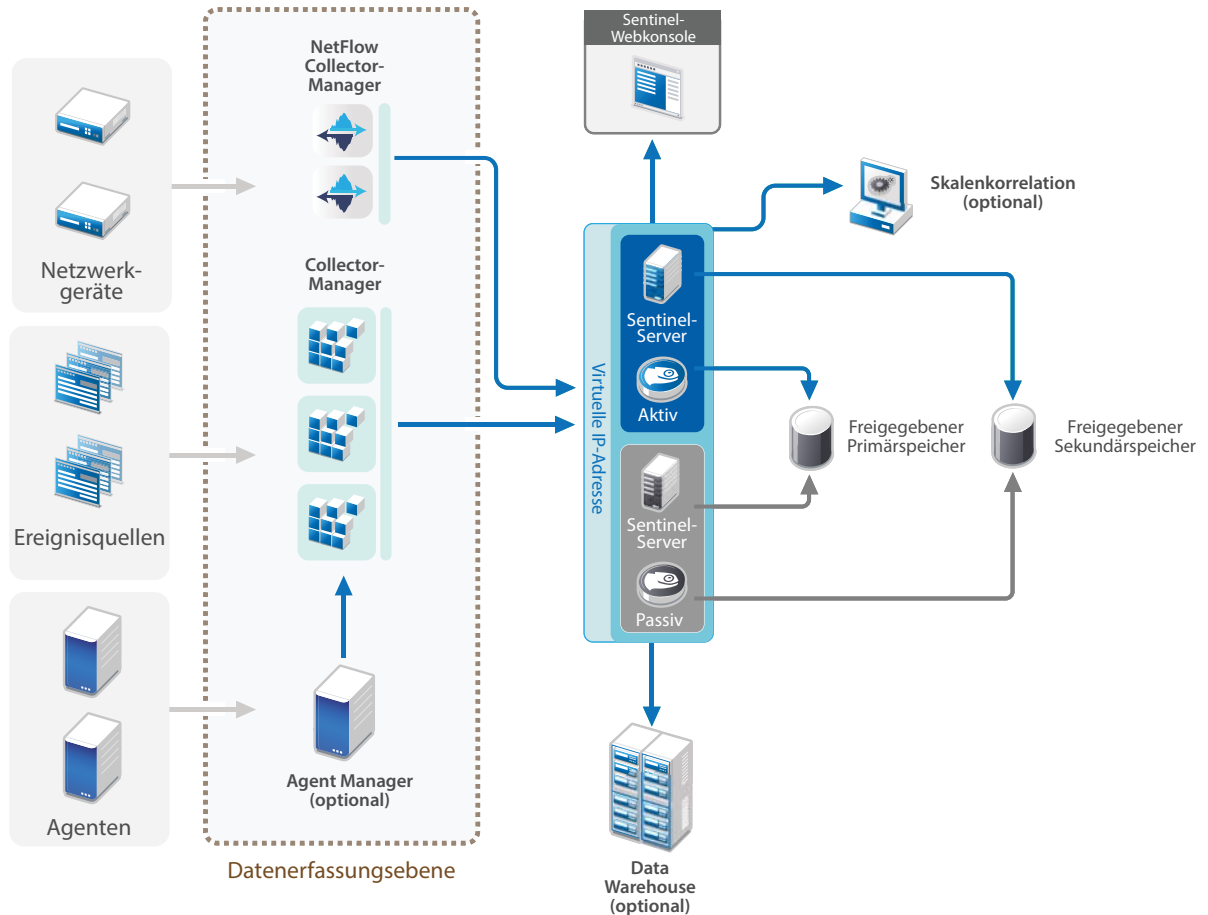 Netzwerk-
geräte
Ereignisquellen
Agenten
NetFlow
Collector-
Manager
Collector-
Manager
Agent Manager
(optional)
Datenerfassungsebene
Sentinel-
Webkonsole
Virtuelle IP-Adresse
Sentinel-
Server
Aktiv
Sentinel-
Server
Passiv
Skalenkorrelation
(optional)
Freigegebener
Primärspeicher
Freigegebener
Sekundärspeicher
Data
Warehouse
(optional)